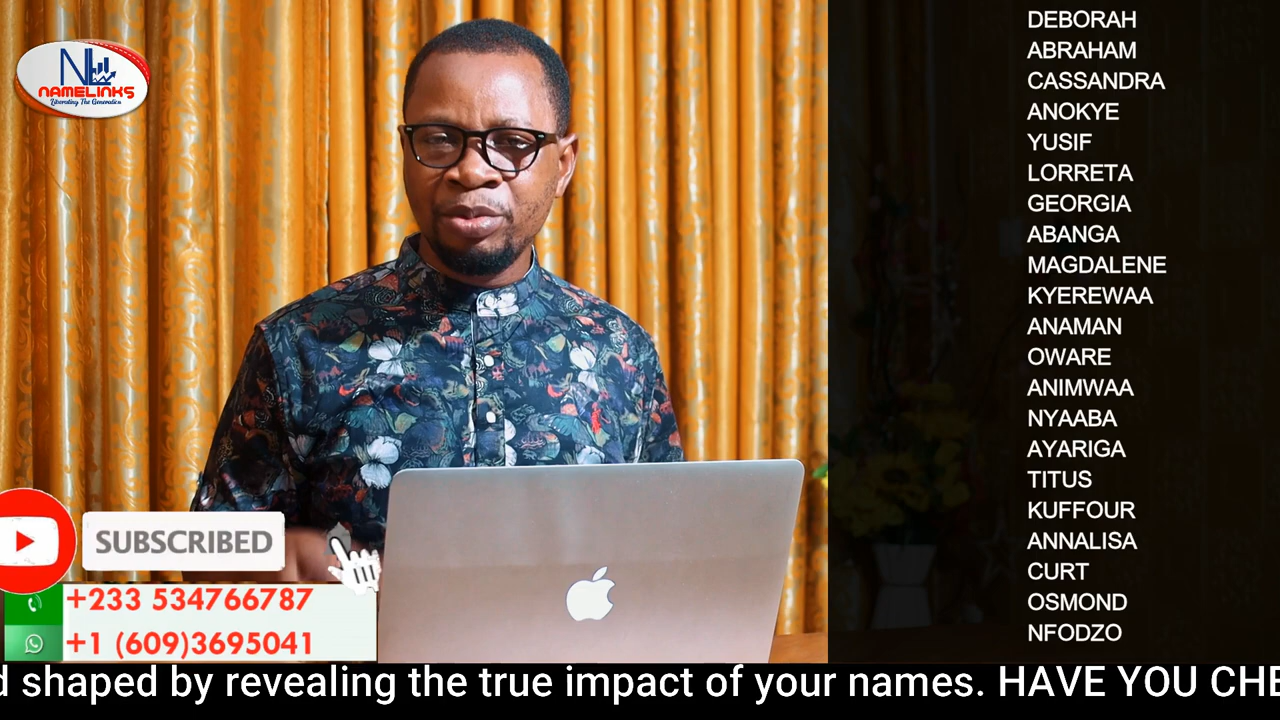 NL
NAMELINKS
Liberating The Generation
DEBORAH
ABRAHAM
CASSANDRA
ANOKYE
YUSIF
LORRETA
GEORGIA
ABANGA
MAGDALENE
KYEREWAA
ANAMAN
OWARE
ANIMWAA
NYAABA
AYARIGA
TITUS
KUFFOUR
ANNALISA
CURT
OSMOND
NFODZO
SUBSCRIBED
+233 534766787
+1 (609)3695041
d shaped by revealing the true impact of your names. HAVE YOU CHE